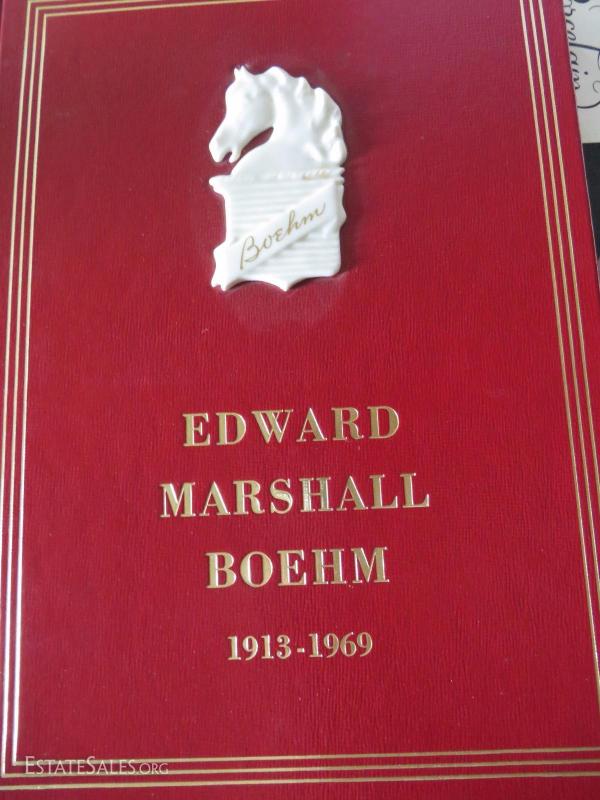 Boehm
EDWARD
MARSHALL
BOEHM
1913-1969
ESTATESALES.ORG